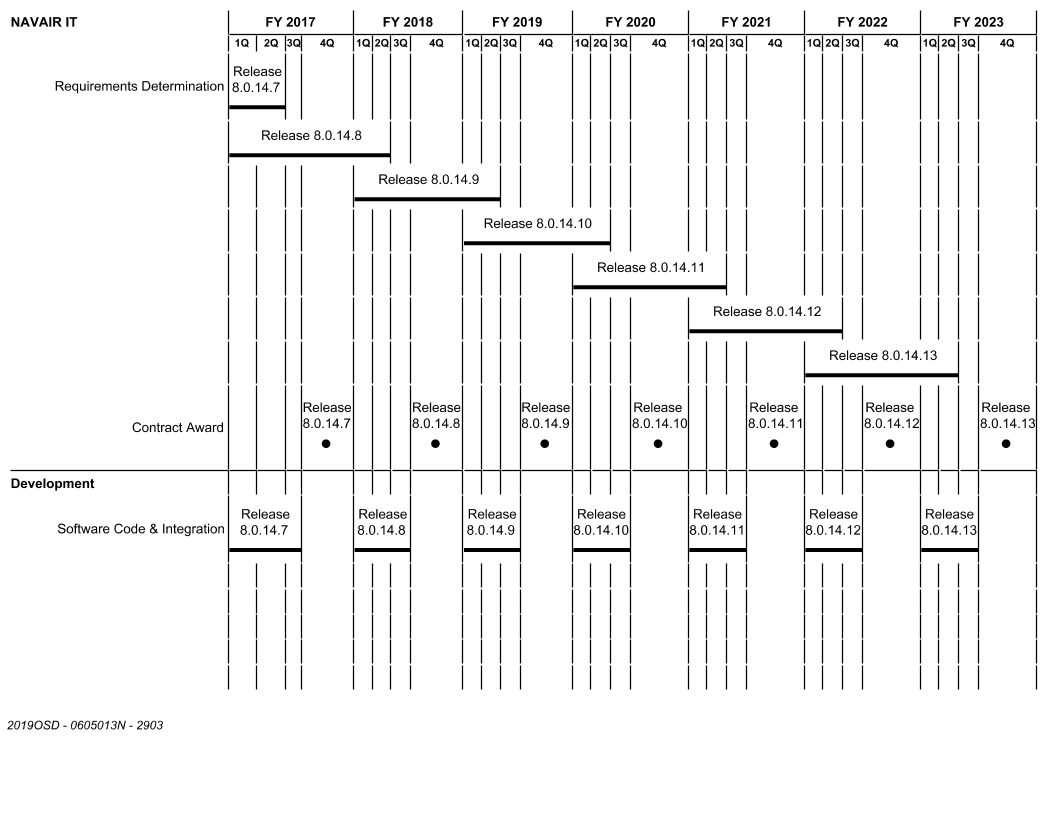 NAVAIR IT FY 2017 FY 2018 FY 2019 FY 2020 FY 2021 FY 2022 FY 2023
1Q 2Q 3Q 4Q 1Q 2Q 3Q 4Q 1Q 2Q 3Q 4Q 1Q 2Q 3Q 4Q 1Q 2Q 3Q 4Q 1Q 2Q 3Q 4Q 1Q 2Q 3Q 4Q
Requirements Determination
Release
8.0.14.7
Release 8.0.14.8
Release 8.0.14.9
Release 8.0.14.10
Release 8.0.14.11
Release 8.0.14.12
Release 8.0.14.13
Contract Award
Release
8.0.14.7
Release
8.0.14.8
Release
8.0.14.9
Release
8.0.14.10
Release
8.0.14.11
Release
8.0.14.12
Release
8.0.14.13
Development
Software Code & Integration
Release
8.0.14.7
Release
8.0.14.8
Release
8.0.14.9
Release
8.0.14.10
Release
8.0.14.11
Release
8.0.14.12
Release
8.0.14.13
2019OSD - 0605013N - 2903